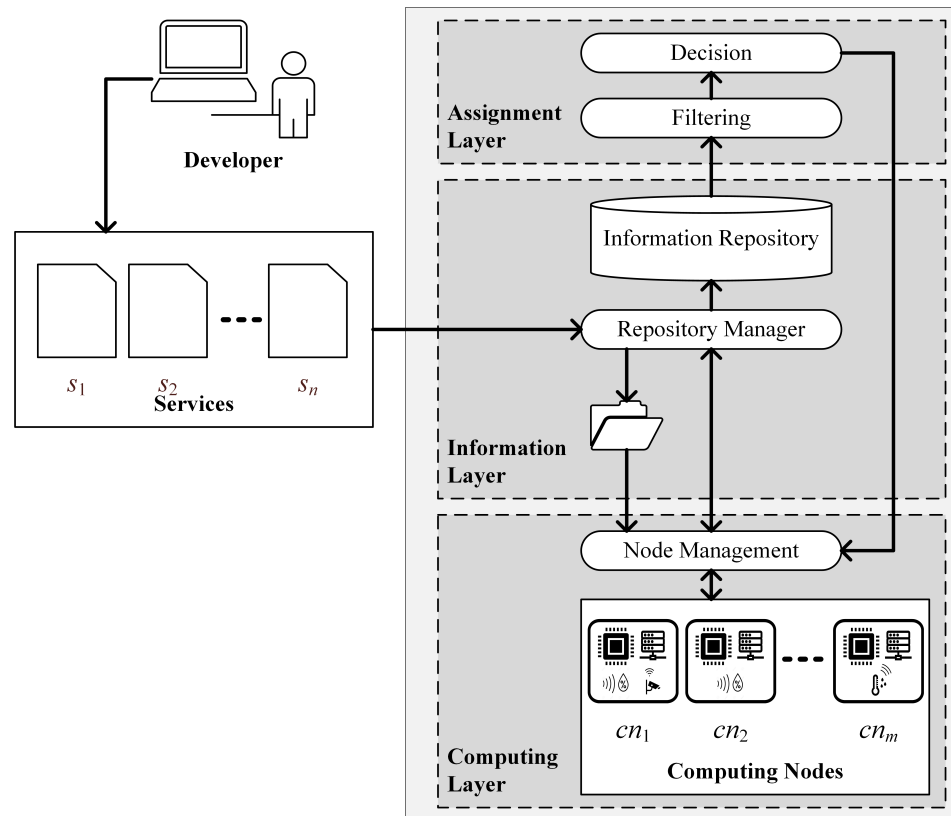 Developer
s1
s2
sn
Services
Decision
Filtering
Assignment
Layer
Information Repository
Repository Manager
Information
Layer
Node Management
%
%
cn1
cn2
cnm
Computing Nodes
Computing
Layer